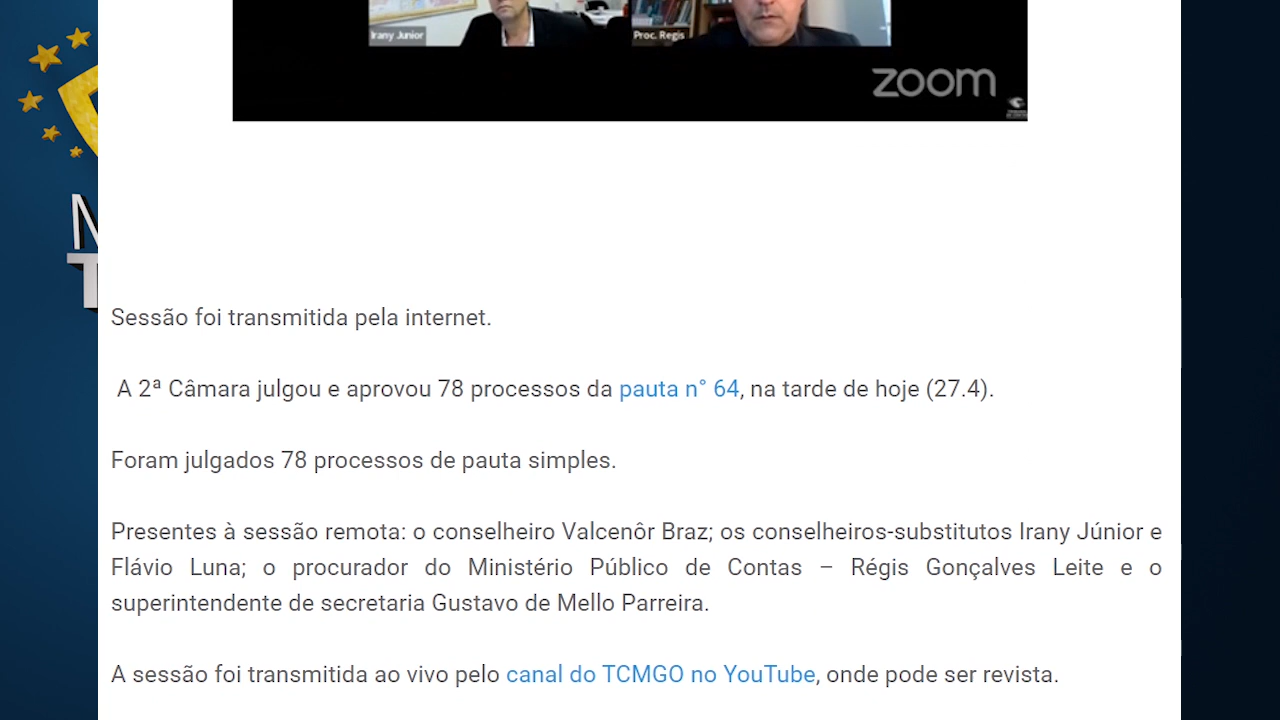 Irany Junior
Proc. Regis
zoom
N
T
Sessão foi transmitida pela internet.
A 2ª Câmara julgou e aprovou 78 processos da pauta n° 64, na tarde de hoje (27.4).
Foram julgados 78 processos de pauta simples.
Presentes à sessão remota: o conselheiro Valcenôr Braz; os conselheiros-substitutos Irany Júnior e
Flávio Luna; o procurador do Ministério Público de Contas – Régis Gonçalves Leite e o
superintendente de secretaria Gustavo de Mello Parreira.
A sessão foi transmitida ao vivo pelo canal do TCMGO no YouTube, onde pode ser revista.